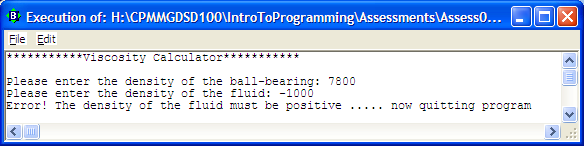 Execution of: H:\CPMMGDSD100\IntroToProgramming\Assessments\Assess0...
File Edit
***********Viscosity Calculator***********
Please enter the density of the ball-bearing: 7800
Please enter the density of the fluid: -1000
Error! The density of the fluid must be positive ..... now quitting program